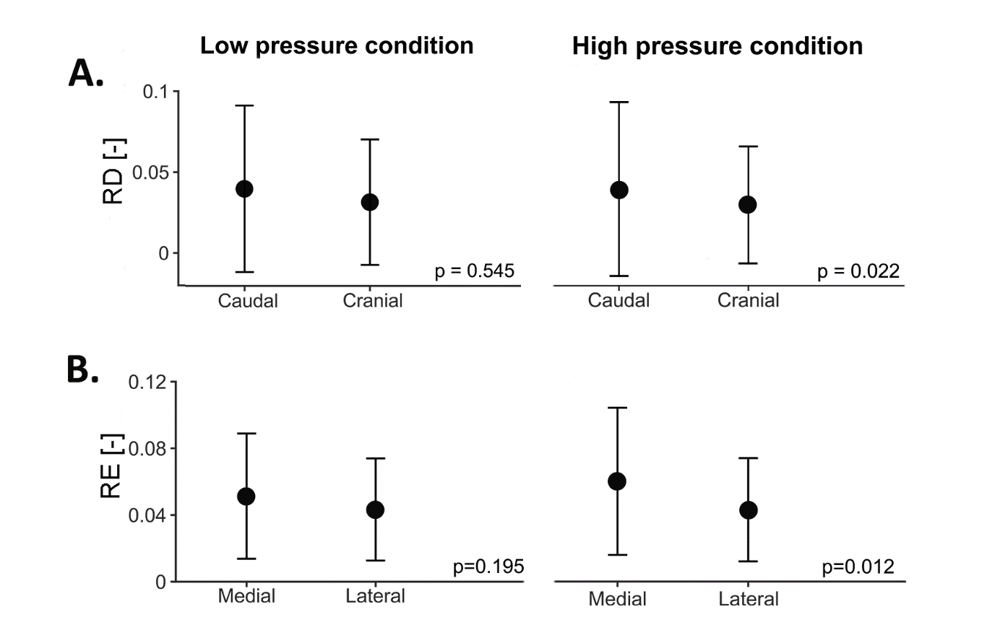 Low pressure condition
High pressure condition
A.
0.1
0.05
0
RD [-]
p = 0.545
p = 0.022
Caudal
Cranial
Caudal
Cranial
B.
0.12
0.08
0.04
0
RE [-]
p=0.195
p=0.012
Medial
Lateral
Medial
Lateral